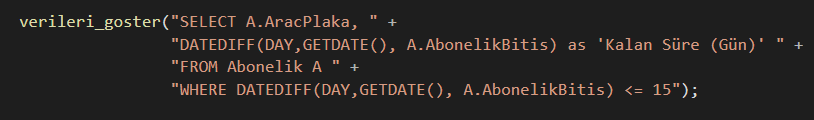 verileri_goster("SELECT A.AracPlaka, " +
"DATEDIFF(DAY,GETDATE(), A.AbonelikBitis) as 'Kalan Süre (Gün)' " +
"FROM Abonelik A " +
"WHERE DATEDIFF(DAY,GETDATE(), A.AbonelikBitis) <= 15");